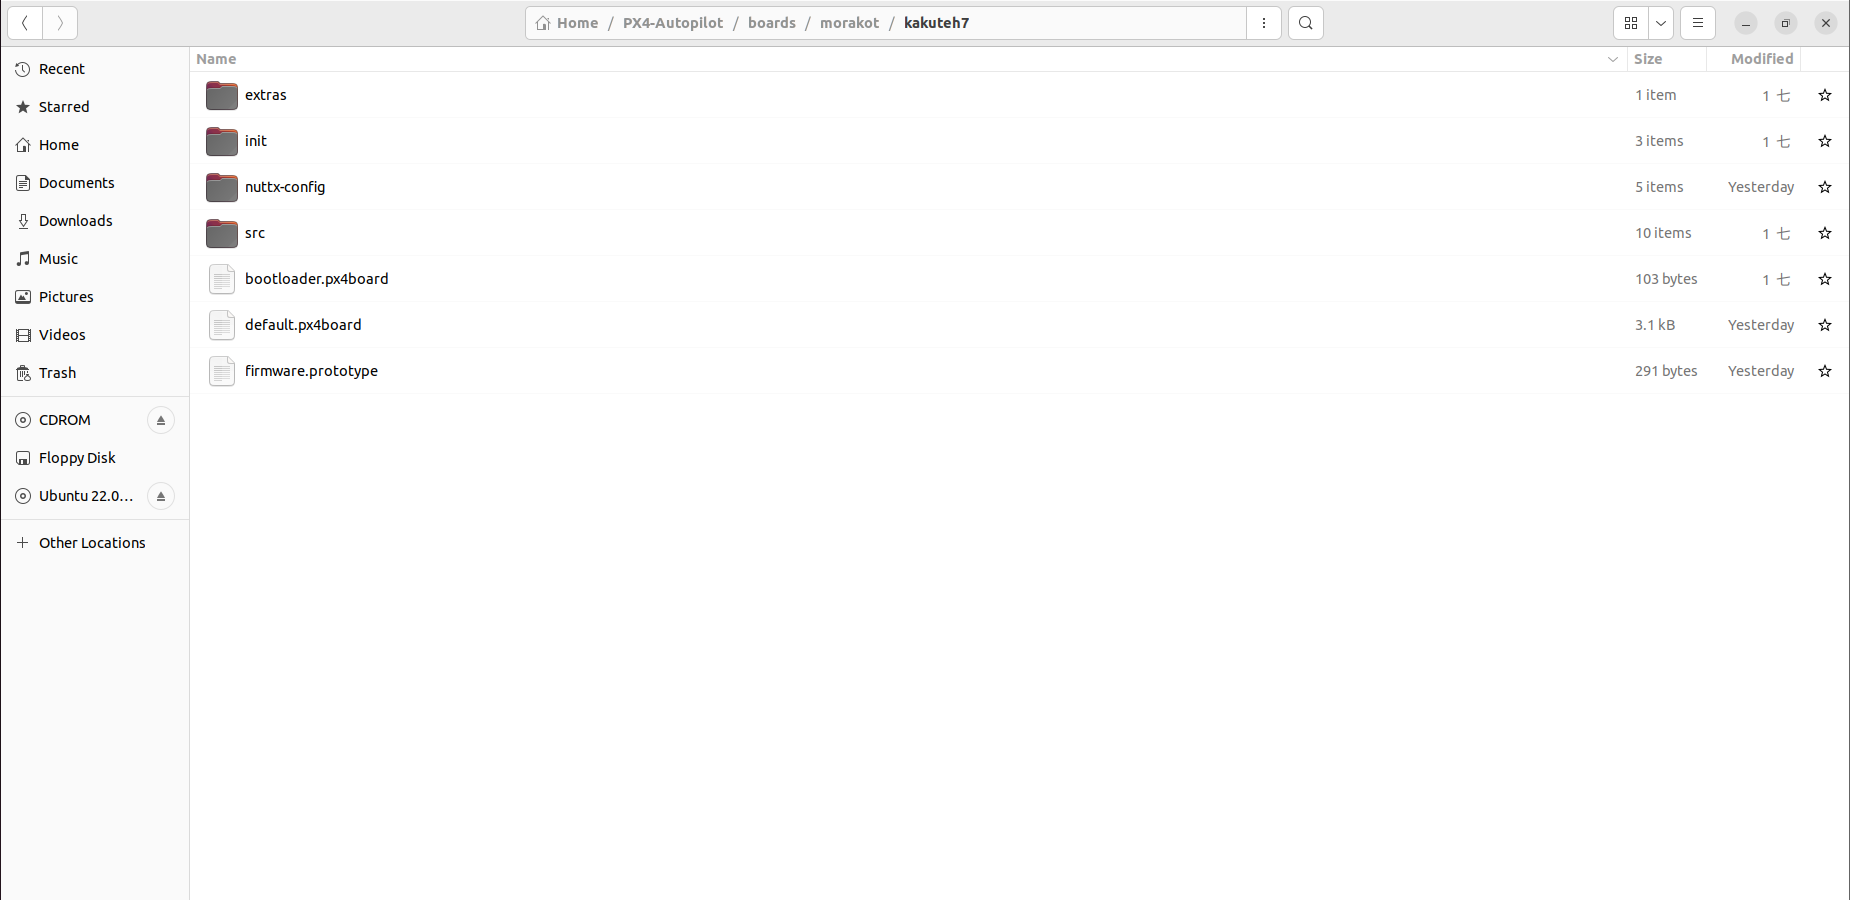 Home / PX4-Autopilot / boards / morakot / kakuteh7
Name Size Modified
Recent
Starred
Home
Documents
Downloads
Music
Pictures
Videos
Trash
CDROM
Floppy Disk
Ubuntu 22.0…
Other Locations
extras 1 item 1 七
init 3 items 1 七
nuttx-config 5 items Yesterday
src 10 items 1 七
bootloader.px4board 103 bytes 1 七
default.px4board 3.1 kB Yesterday
firmware.prototype 291 bytes Yesterday